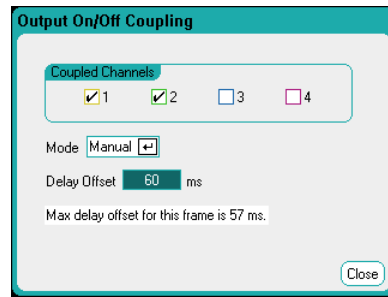 Output On/Off Coupling
Coupled Channels
1 2 3 4
Mode Manual
Delay Offset 60 ms
Max delay offset for this frame is 57 ms.
Close